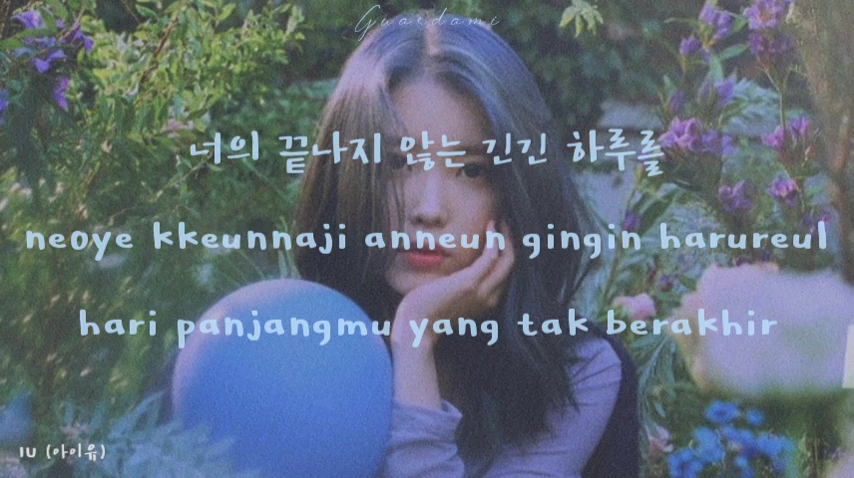 Guardami
너의 끝나지 않는 긴긴 하루를
neoye kkeunnaji anneun gingin harureul
hari panjangmu yang tak berakhir
IU (아이유)